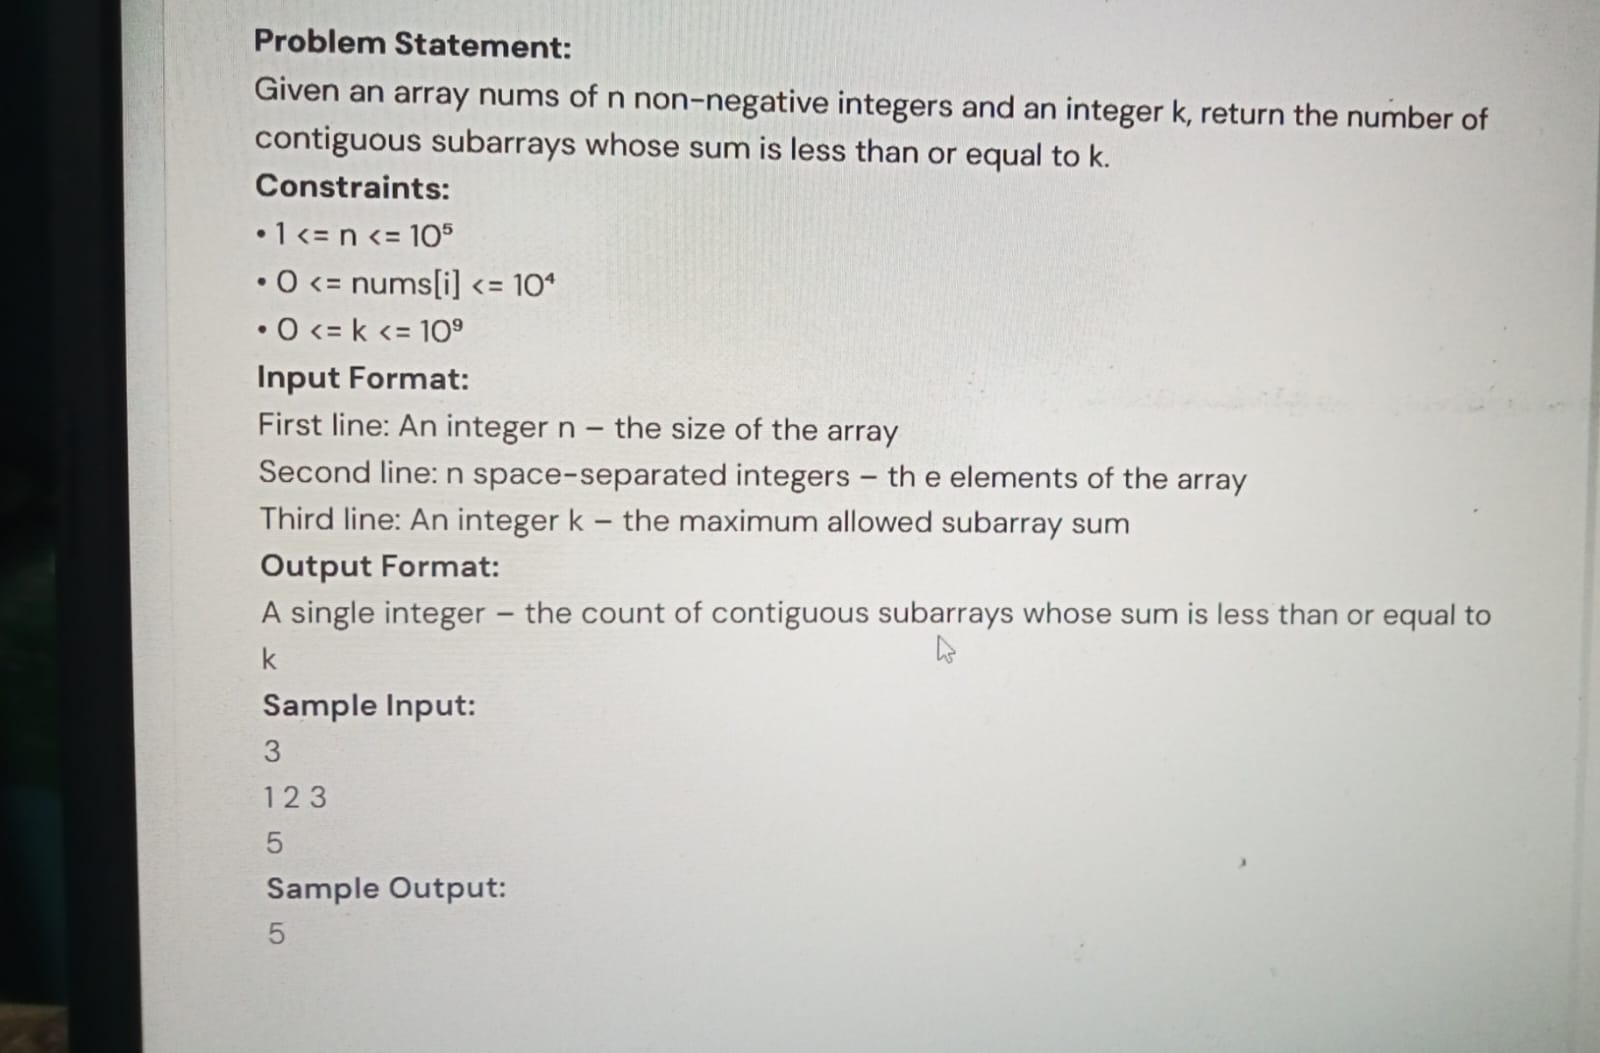 Problem Statement:
Given an array nums of n non-negative integers and an integer k, return the number of
contiguous subarrays whose sum is less than or equal to k.
Constraints:
• 1 <= n <= 10⁵
• 0 <= nums[i] <= 10⁴
• 0 <= k <= 10⁹
Input Format:
First line: An integer n – the size of the array
Second line: n space-separated integers – th e elements of the array
Third line: An integer k – the maximum allowed subarray sum
Output Format:
A single integer – the count of contiguous subarrays whose sum is less than or equal to
k
Sample Input:
3
1 2 3
5
Sample Output:
5